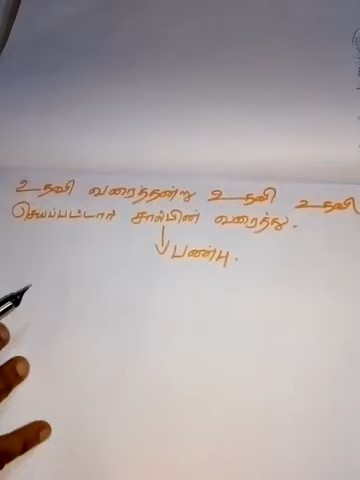 உதவி வரைத்தன்று உதவி உதவி
செயப்பட்டார் சால்பின் வரைத்து.
பண்பு.